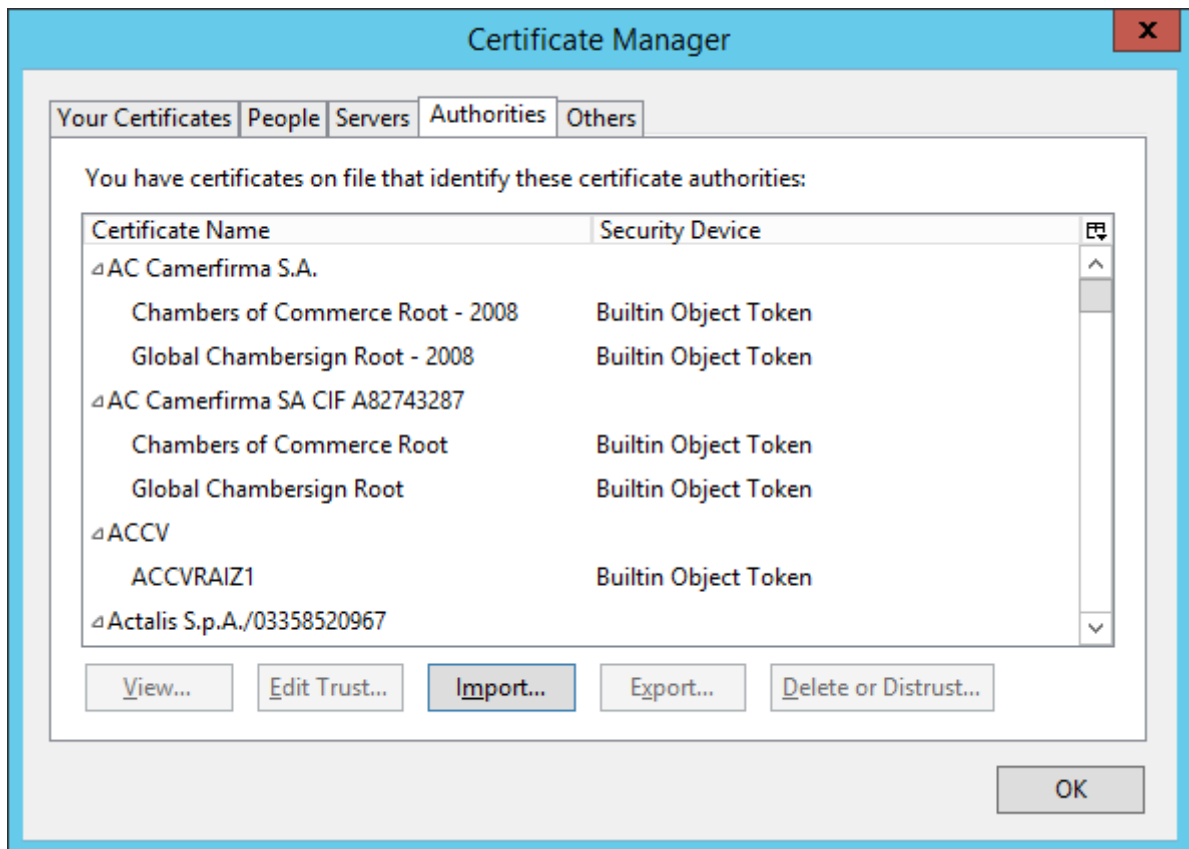 Certificate Manager
x
Your Certificates People Servers Authorities Others
You have certificates on file that identify these certificate authorities:
Certificate Name Security Device
AC Camerfirma S.A.
Chambers of Commerce Root - 2008 Builtin Object Token
Global Chambersign Root - 2008 Builtin Object Token
AC Camerfirma SA CIF A82743287
Chambers of Commerce Root Builtin Object Token
Global Chambersign Root Builtin Object Token
ACCV
ACCVRAIZ1 Builtin Object Token
Actalis S.p.A./03358520967
View... Edit Trust... Import... Export... Delete or Distrust...
OK